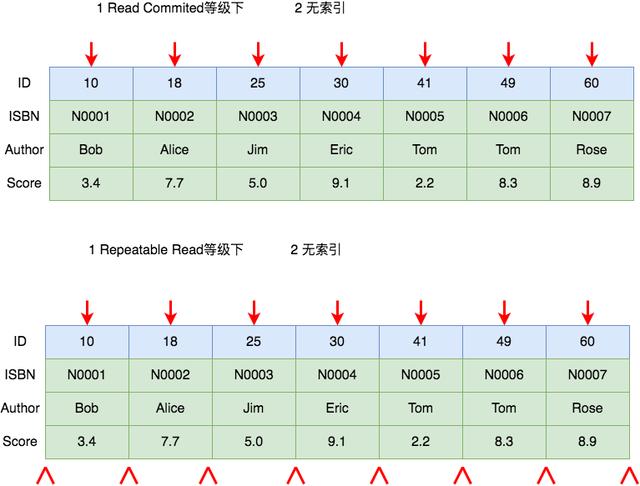 1 Read Commited等级下 2 无索引
ID 10 18 25 30 41 49 60
ISBN N0001 N0002 N0003 N0004 N0005 N0006 N0007
Author Bob Alice Jim Eric Tom Tom Rose
Score 3.4 7.7 5.0 9.1 2.2 8.3 8.9
1 Repeatable Read等级下 2 无索引
ID 10 18 25 30 41 49 60
ISBN N0001 N0002 N0003 N0004 N0005 N0006 N0007
Author Bob Alice Jim Eric Tom Tom Rose
Score 3.4 7.7 5.0 9.1 2.2 8.3 8.9